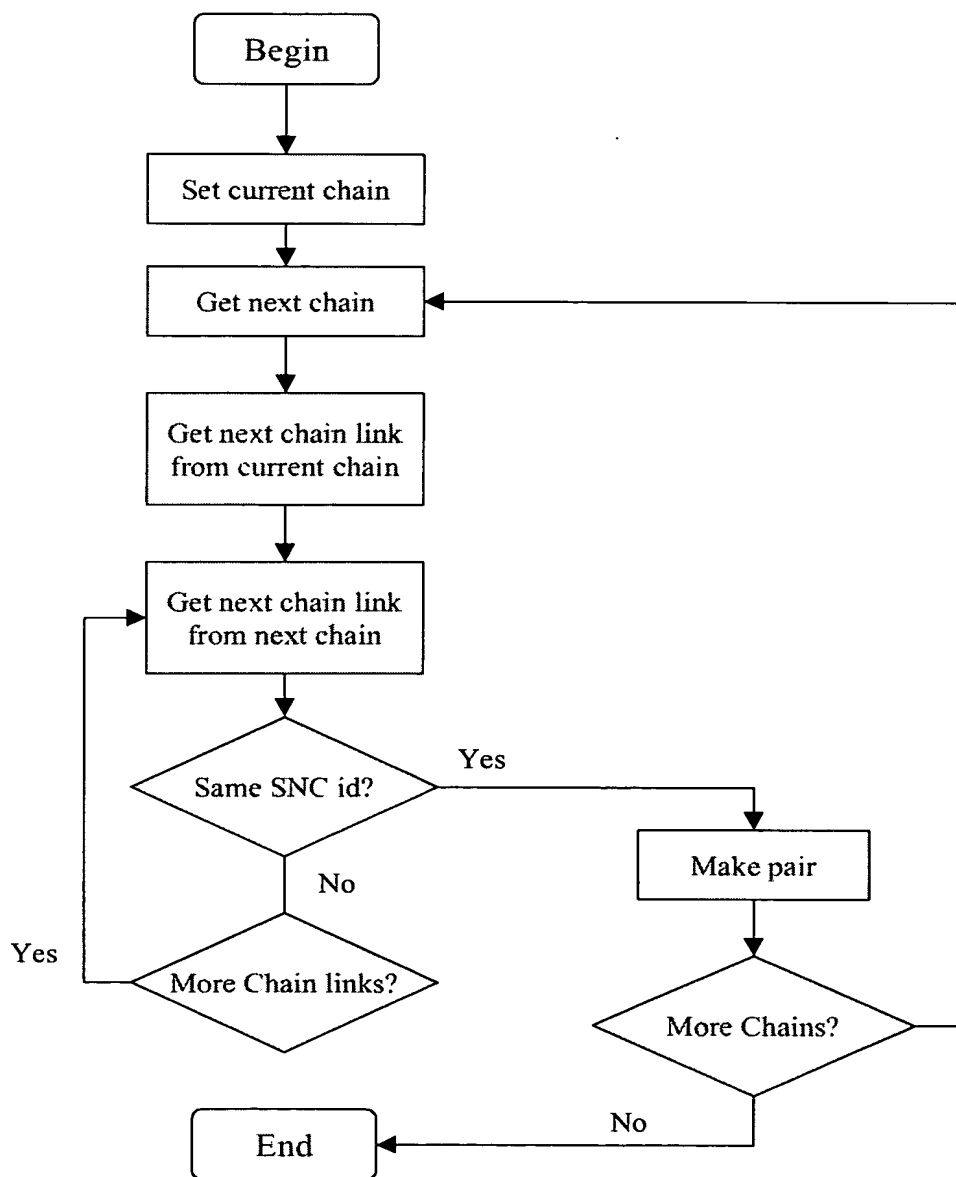 Begin
Set current chain
Get next chain
Get next chain link
from current chain
Get next chain link
from next chain
Same SNC id?
Yes
No
Make pair
Yes
More Chain links?
More Chains?
No
End